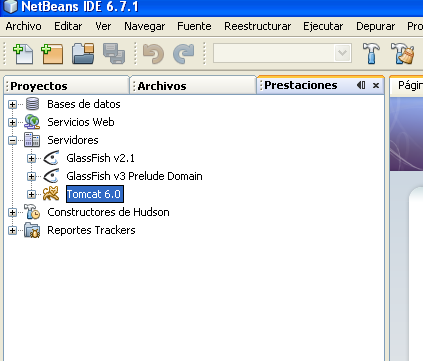 NetBeans IDE 6.7.1
Archivo Editar Ver Navegar Fuente Reestructurar Ejecutar Depurar Pro
Proyectos Archivos Prestaciones Págin
Bases de datos
Servicios Web
Servidores
GlassFish v2.1
GlassFish v3 Prelude Domain
Tomcat 6.0
Constructores de Hudson
Reportes Trackers